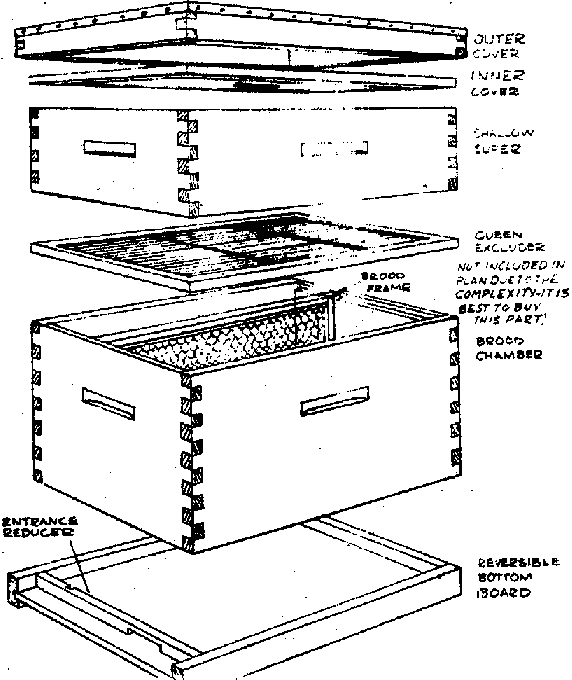 OUTER
COVER
INNER
COVER
SHALLOW
SUPER
QUEEN
EXCLUDER
NOT INCLUDED IN
PLAN DUE TO THE
COMPLEXITY-IT IS
BEST TO BUY
THIS PART!
BROOD
FRAME
BROOD
CHAMBER
ENTRANCE
REDUCER
REVERSIBLE
BOTTOM
BOARD